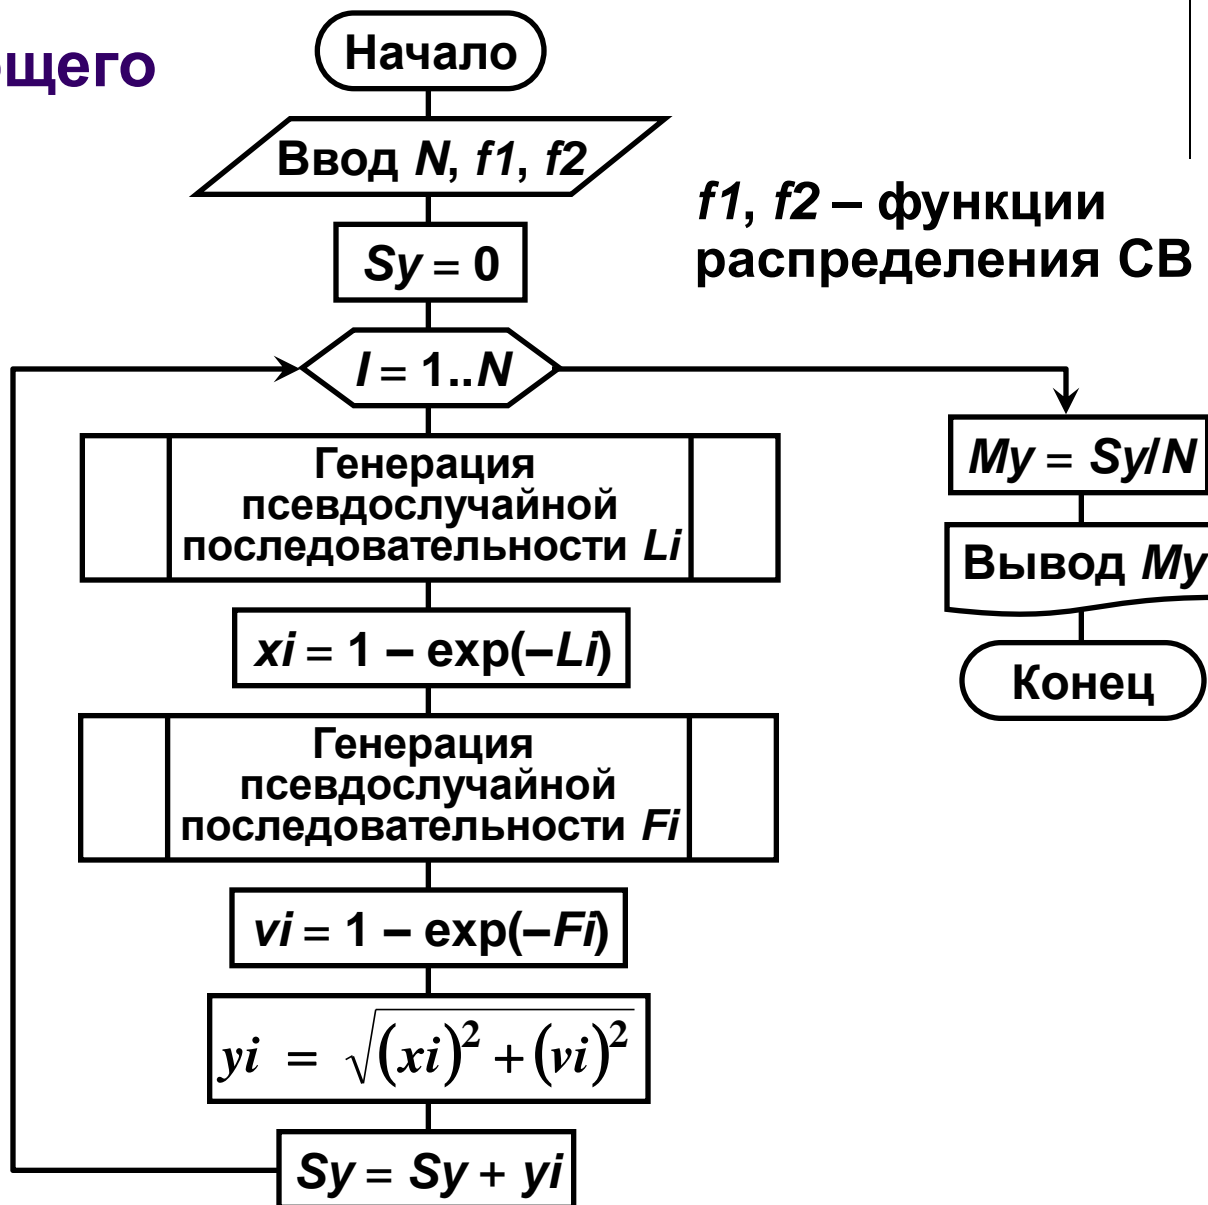 ющего
Начало
Ввод N, f1, f2
f1, f2 – функции
распределения СВ
Sy = 0
I = 1..N
Генерация
псевдослучайной
последовательности Li
xi = 1 – exp(–Li)
Генерация
псевдослучайной
последовательности Fi
vi = 1 – exp(–Fi)
yi = √(xi)² + (vi)²
Sy = Sy + yi
My = Sy/N
Вывод My
Конец